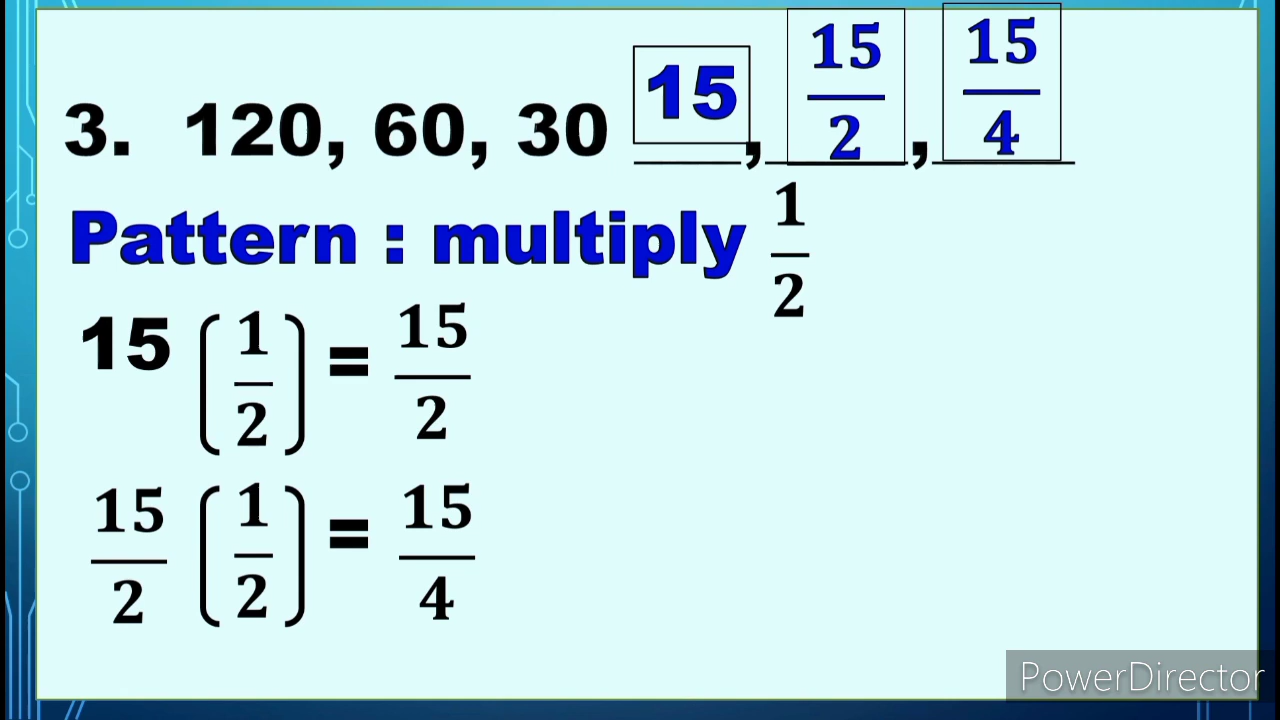 3. 120, 60, 30 15, 15/2, 15/4
Pattern : multiply 1/2
15 (1/2) = 15/2
15/2 (1/2) = 15/4
PowerDirector